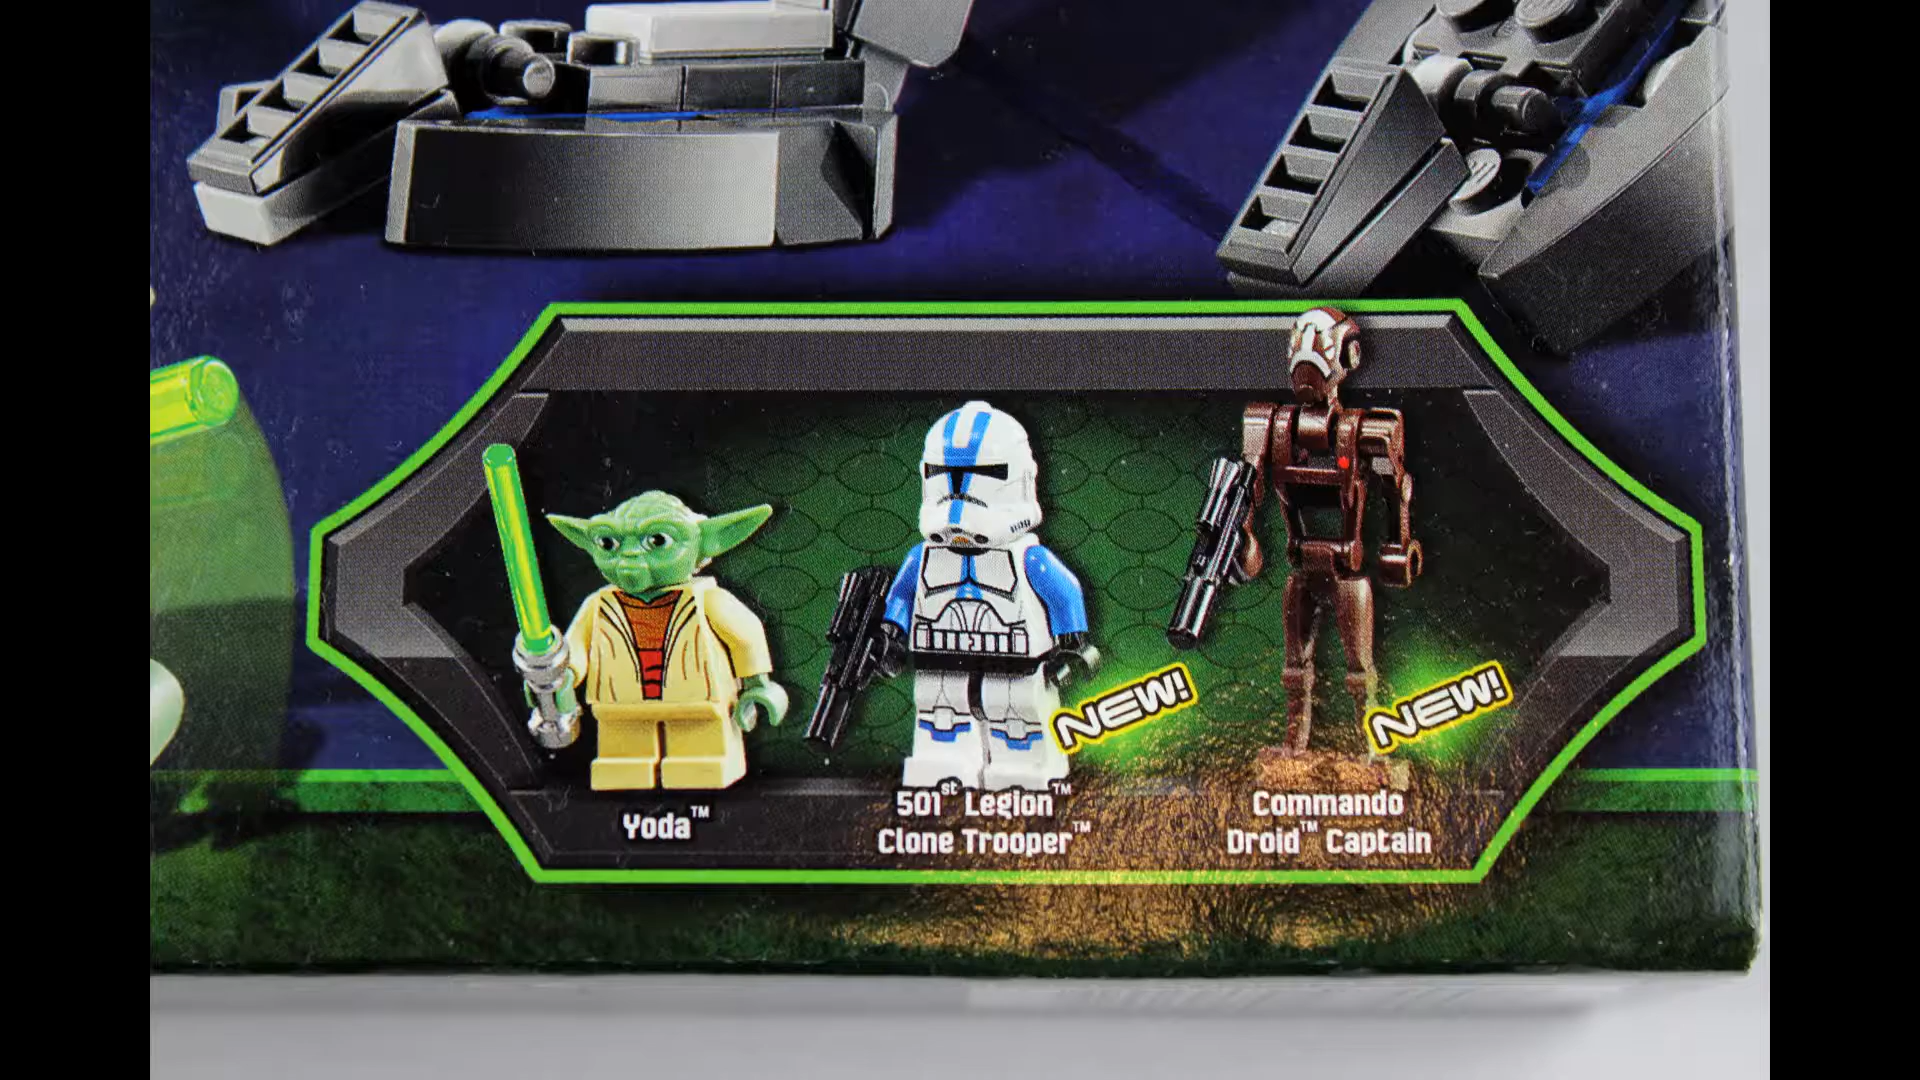 NEW!
NEW!
Yoda™
501st Legion™
Clone Trooper™
Commando
Droid™ Captain